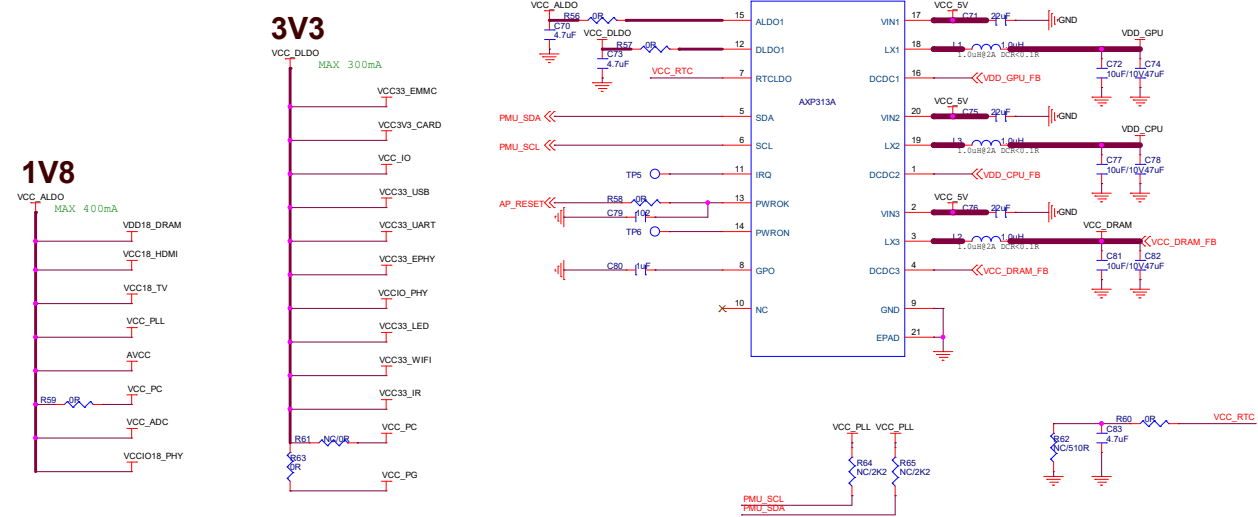 1V8
VCC_ALDO
MAX 400mA
VDD18_DRAM
VCC18_HDMI
VCC18_TV
VCC_PLL
AVCC
R59 0R VCC_PC
VCC_ADC
VCCIO18_PHY
3V3
VCC_DLDO
MAX 300mA
VCC33_EMMC
VCC3V3_CARD
VCC_IO
VCC33_USB
VCC33_UART
VCC33_EPHY
VCCIO_PHY
VCC33_LED
VCC33_WIFI
VCC33_IR
R61 NC/0R VCC_PC
R63
0R
VCC_PG
VCC_ALDO
R56 0R
C70
4.7uF
VCC_DLDO
R57 0R
C73
4.7uF
VCC_RTC
PMU_SDA
PMU_SCL
TP5
AP_RESET
R58 0R
C79 102
TP6
C80 1uF
15 ALDO1
12 DLDO1
7 RTCLDO
5 SDA
6 SCL
11 IRQ
13 PWROK
14 PWRON
8 GPO
10 NC
AXP313A
VIN1 17
LX1 18
DCDC1 16
VIN2 20
LX2 19
DCDC2 1
VIN3 2
LX3 3
DCDC3 4
GND 9
EPAD 21
VCC_5V
C71 22uF
GND
L1 1.0uH
1.0uH@2A DCR<0.1R
VDD_GPU
C72
10uF/10V
C74
47uF
VDD_GPU_FB
VCC_5V
C75 22uF
GND
L3 1.0uH
1.0uH@2A DCR<0.1R
VDD_CPU
C77
10uF/10V
C78
47uF
VDD_CPU_FB
VCC_5V
C76 22uF
GND
L2 1.0uH
1.0uH@2A DCR<0.1R
VCC_DRAM
VCC_DRAM_FB
C81
10uF/10V
C82
47uF
VCC_DRAM_FB
VCC_PLL VCC_PLL
R64
NC/2K2
R65
NC/2K2
PMU_SCL
PMU_SDA
R60 0R
VCC_RTC
R62
NC/510R
C83
4.7uF